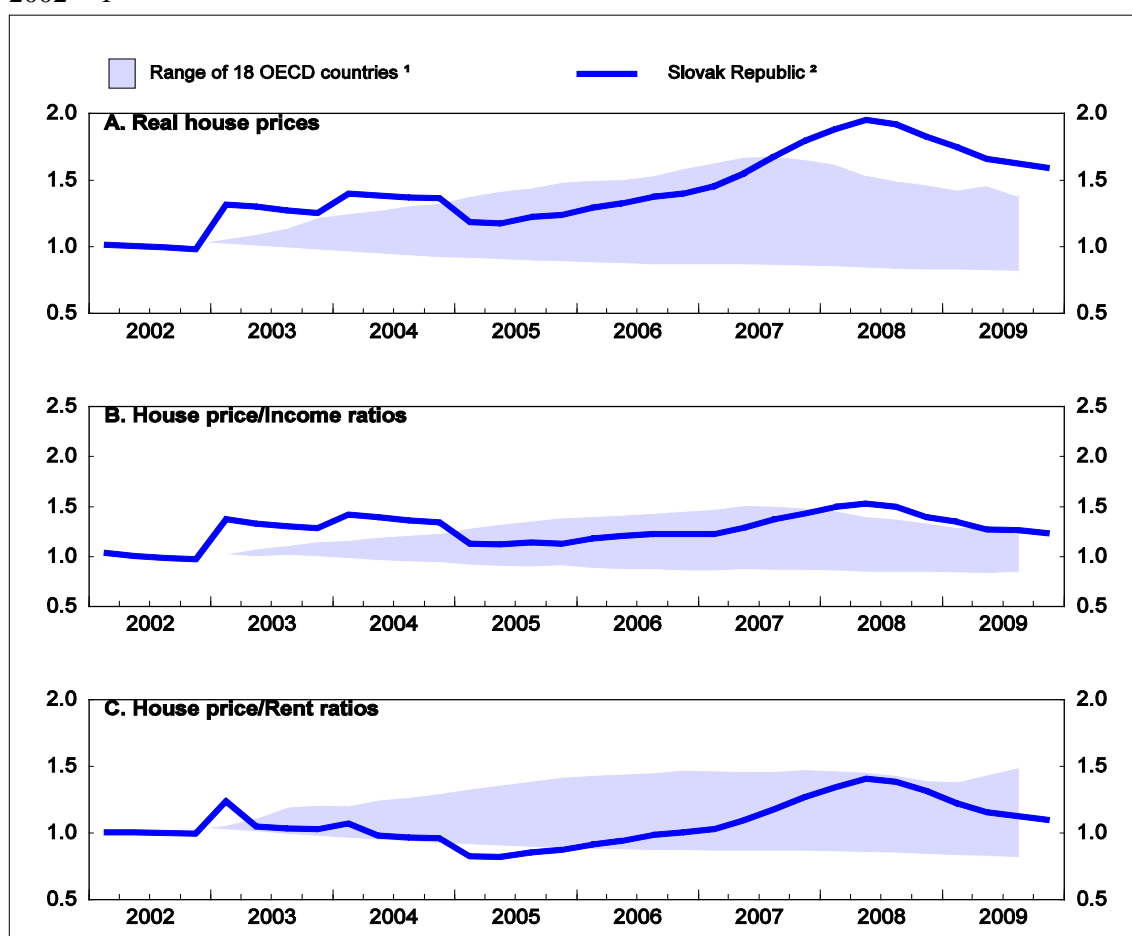 Range of 18 OECD countries ¹ Slovak Republic ²
2.0 A. Real house prices 2.0
1.5 1.5
1.0 1.0
0.5 0.5
2002 2003 2004 2005 2006 2007 2008 2009
2.5 B. House price/Income ratios 2.5
2.0 2.0
1.5 1.5
1.0 1.0
0.5 0.5
2002 2003 2004 2005 2006 2007 2008 2009
2.0 C. House price/Rent ratios 2.0
1.5 1.5
1.0 1.0
0.5 0.5
2002 2003 2004 2005 2006 2007 2008 2009